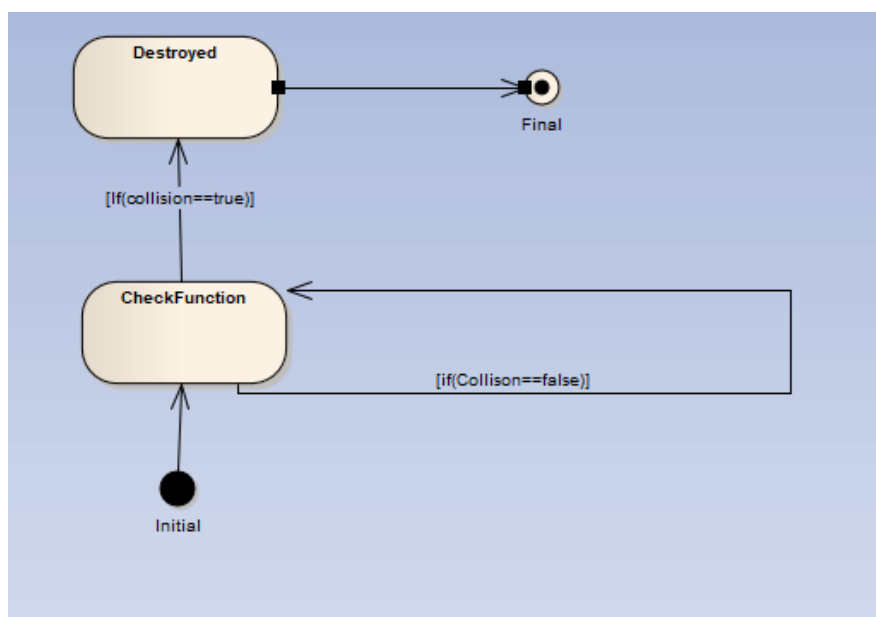 Destroyed
Final
[If(collision==true)]
CheckFunction
[if(Collison==false)]
Initial